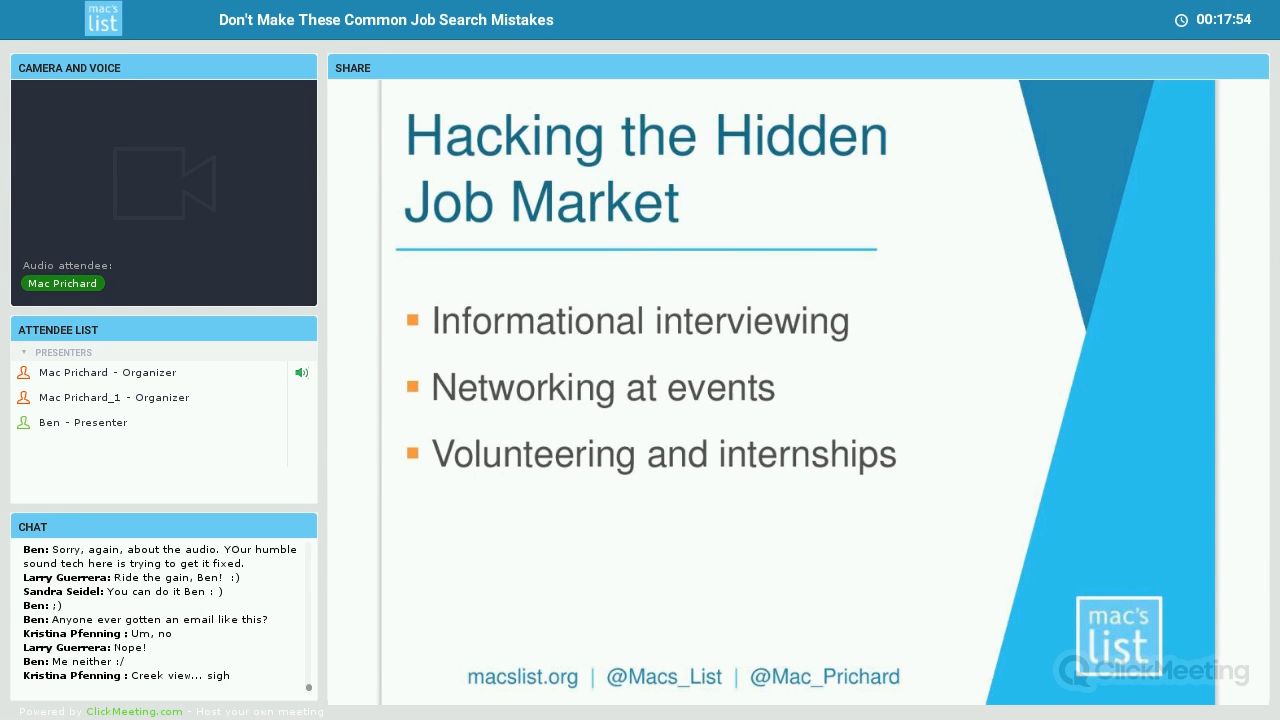 mac's
list
Don't Make These Common Job Search Mistakes
00:17:54
CAMERA AND VOICE
Audio attendee:
Mac Prichard
ATTENDEE LIST
PRESENTERS
Mac Prichard - Organizer
Mac Prichard_1 - Organizer
Ben - Presenter
CHAT
Ben: Sorry, again, about the audio. YOur humble
sound tech here is trying to get it fixed.
Larry Guerrera: Ride the gain, Ben! :)
Sandra Seidel: You can do it Ben : )
Ben: ;)
Ben: Anyone ever gotten an email like this?
Kristina Pfenning : Um, no
Larry Guerrera: Nope!
Ben: Me neither :/
Kristina Pfenning : Creek view... sigh
Powered by ClickMeeting.com - Host your own meeting
SHARE
Hacking the Hidden
Job Market
Informational interviewing
Networking at events
Volunteering and internships
macslist.org | @Macs_List | @Mac_Prichard
mac's
list
ClickMeeting